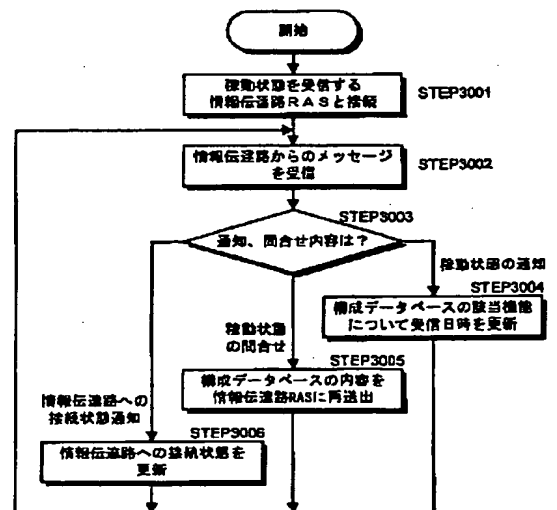 開始
稼動状態を受信する
情報伝達路RASと接続
STEP3001
情報伝達路からのメッセージ
を受信
STEP3002
STEP3003
通知、問合せ内容は?
稼動状態の通知
STEP3004
構成データベースの該当機能
について受信日時を更新
稼動状態
の問合せ
STEP3005
構成データベースの内容を
情報伝達路RASに再送出
情報伝達路への
接続状態通知
STEP3006
情報伝達路への接続状態を
更新